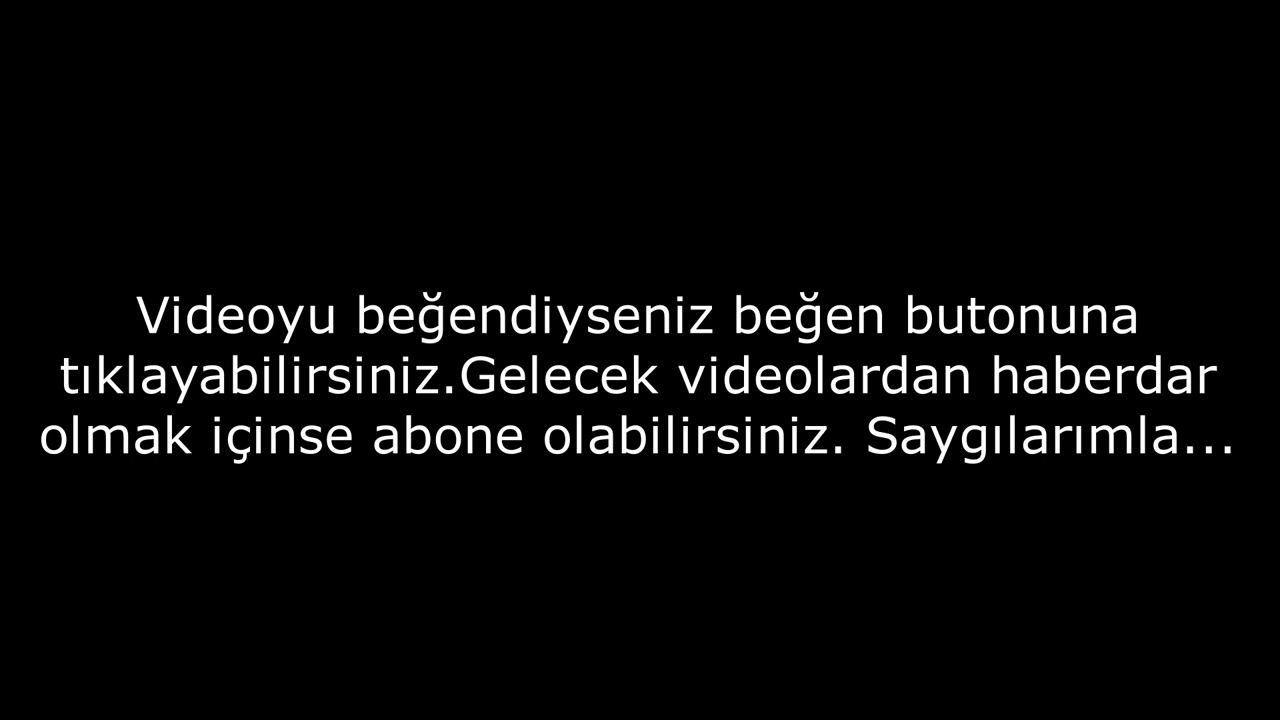 Videoyu beğendiyseniz beğen butonuna
tıklayabilirsiniz.Gelecek videolardan haberdar
olmak içinse abone olabilirsiniz. Saygılarımla...